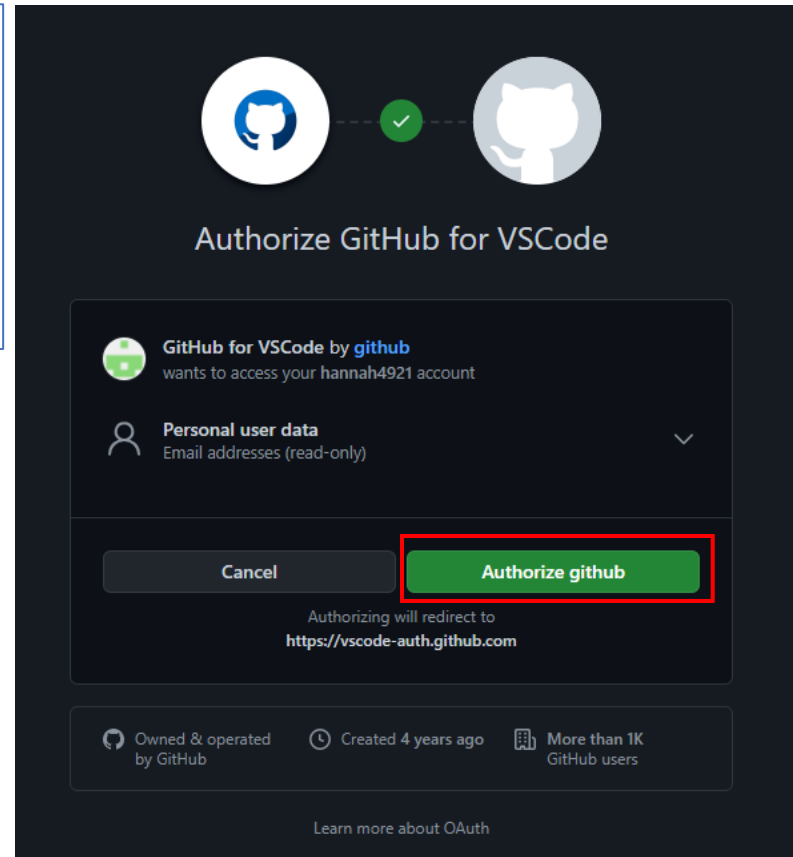 Authorize GitHub for VSCode
GitHub for VSCode by github
wants to access your hannah4921 account
Personal user data
Email addresses (read-only)
Cancel
Authorize github
Authorizing will redirect to
https://vscode-auth.github.com
Owned & operated
by GitHub
Created 4 years ago
More than 1K
GitHub users
Learn more about OAuth